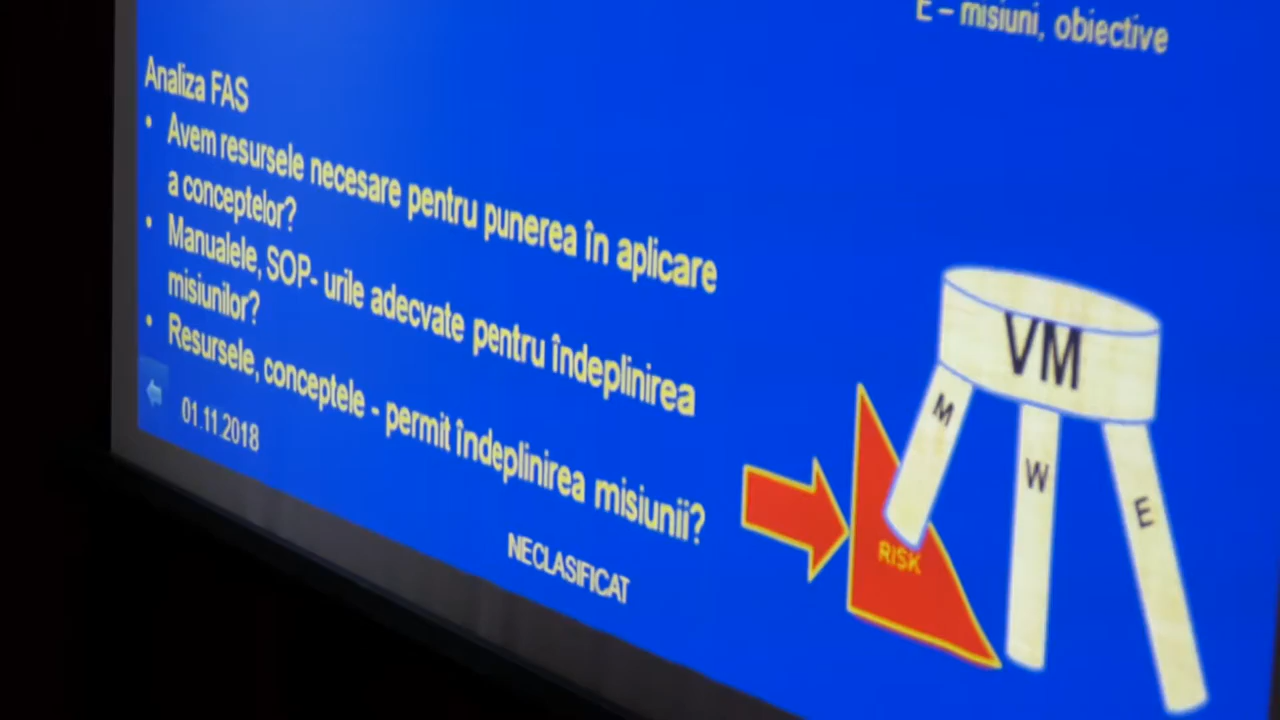 E – misiuni, obiective
Analiza FAS
• Avem resursele necesare pentru punerea în aplicare
a conceptelor?
• Manualele, SOP- urile adecvate pentru îndeplinirea
misiunilor?
• Resursele, conceptele - permit îndeplinirea misiunii?
01.11.2018
NECLASIFICAT
VM
M
W
E
RISK